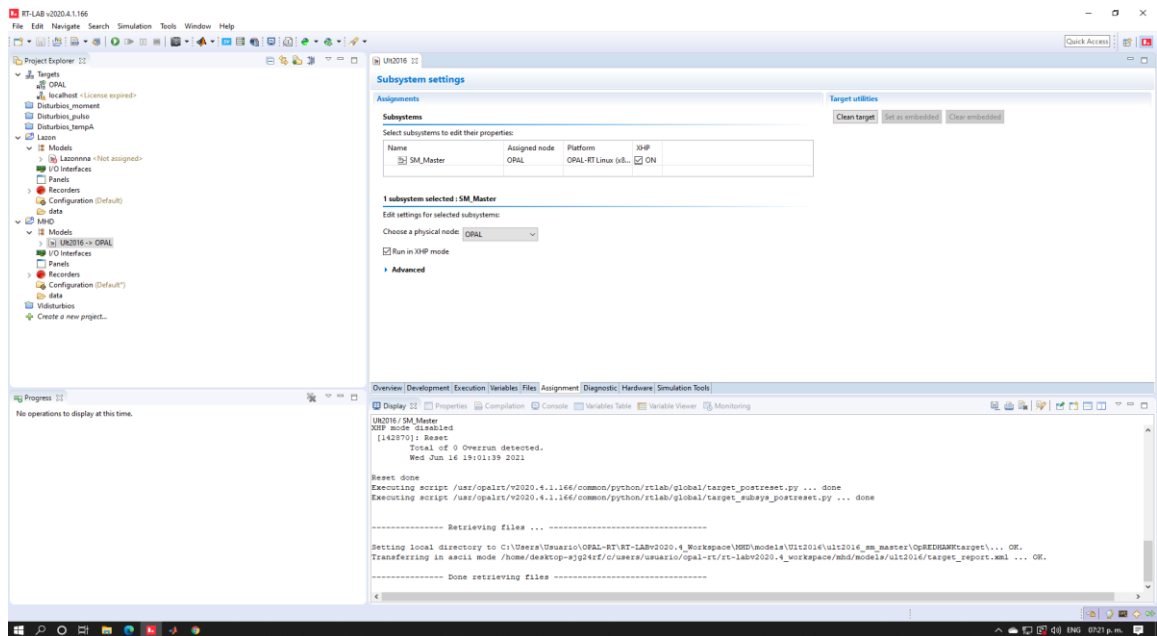 RT-LAB v2020.4.1.166
File Edit Navigate Search Simulation Tools Window Help
Quick Access
Project Explorer
Targets
OPAL
localhost <License expired>
Disturbios_moment
Disturbios_pulso
Disturbios_tempA
Lazon
Models
Lazonnna <Not assigned>
I/O Interfaces
Panels
Recorders
Configuration (Default)
data
MHD
Models
Ult2016 -> OPAL
I/O Interfaces
Panels
Recorders
Configuration (Default*)
data
Vldisturbios
Create a new project...
Progress
No operations to display at this time.
Ult2016
Subsystem settings
Assignments
Subsystems
Select subsystems to edit their properties:
Name Assigned node Platform XHP
SM_Master OPAL OPAL-RT Linux (x8... ON
1 subsystem selected : SM_Master
Edit settings for selected subsystems:
Choose a physical node: OPAL
Run in XHP mode
Advanced
Target utilities
Clean target Set as embedded Clear embedded
Overview Development Execution Variables Files Assignment Diagnostic Hardware Simulation Tools
Display Properties Compilation Console Variables Table Variable Viewer Monitoring
Ult2016 / SM_Master
XHP mode disabled
[142870]: Reset
Total of 0 Overrun detected.
Wed Jun 16 19:01:39 2021
Reset done
Executing script /usr/opalrt/v2020.4.1.166/common/python/rtlab/global/target_postreset.py ... done
Executing script /usr/opalrt/v2020.4.1.166/common/python/rtlab/global/target_subsys_postreset.py ... done
--------------- Retrieving files ... ---------------------------------
Setting local directory to C:\Users\Usuario\OPAL-RT\RT-LABv2020.4_Workspace\MHD\models\Ult2016\ult2016_sm_master\OpREDHAWKtarget\... OK.
Transferring in ascii mode /home/desktop-sjg24rf/c/users/usuario/opal-rt/rt-labv2020.4_workspace/mhd/models/ult2016/target_report.xml ... OK.
--------------- Done retrieving files ---------------------------------
ENG 07:21 p. m.